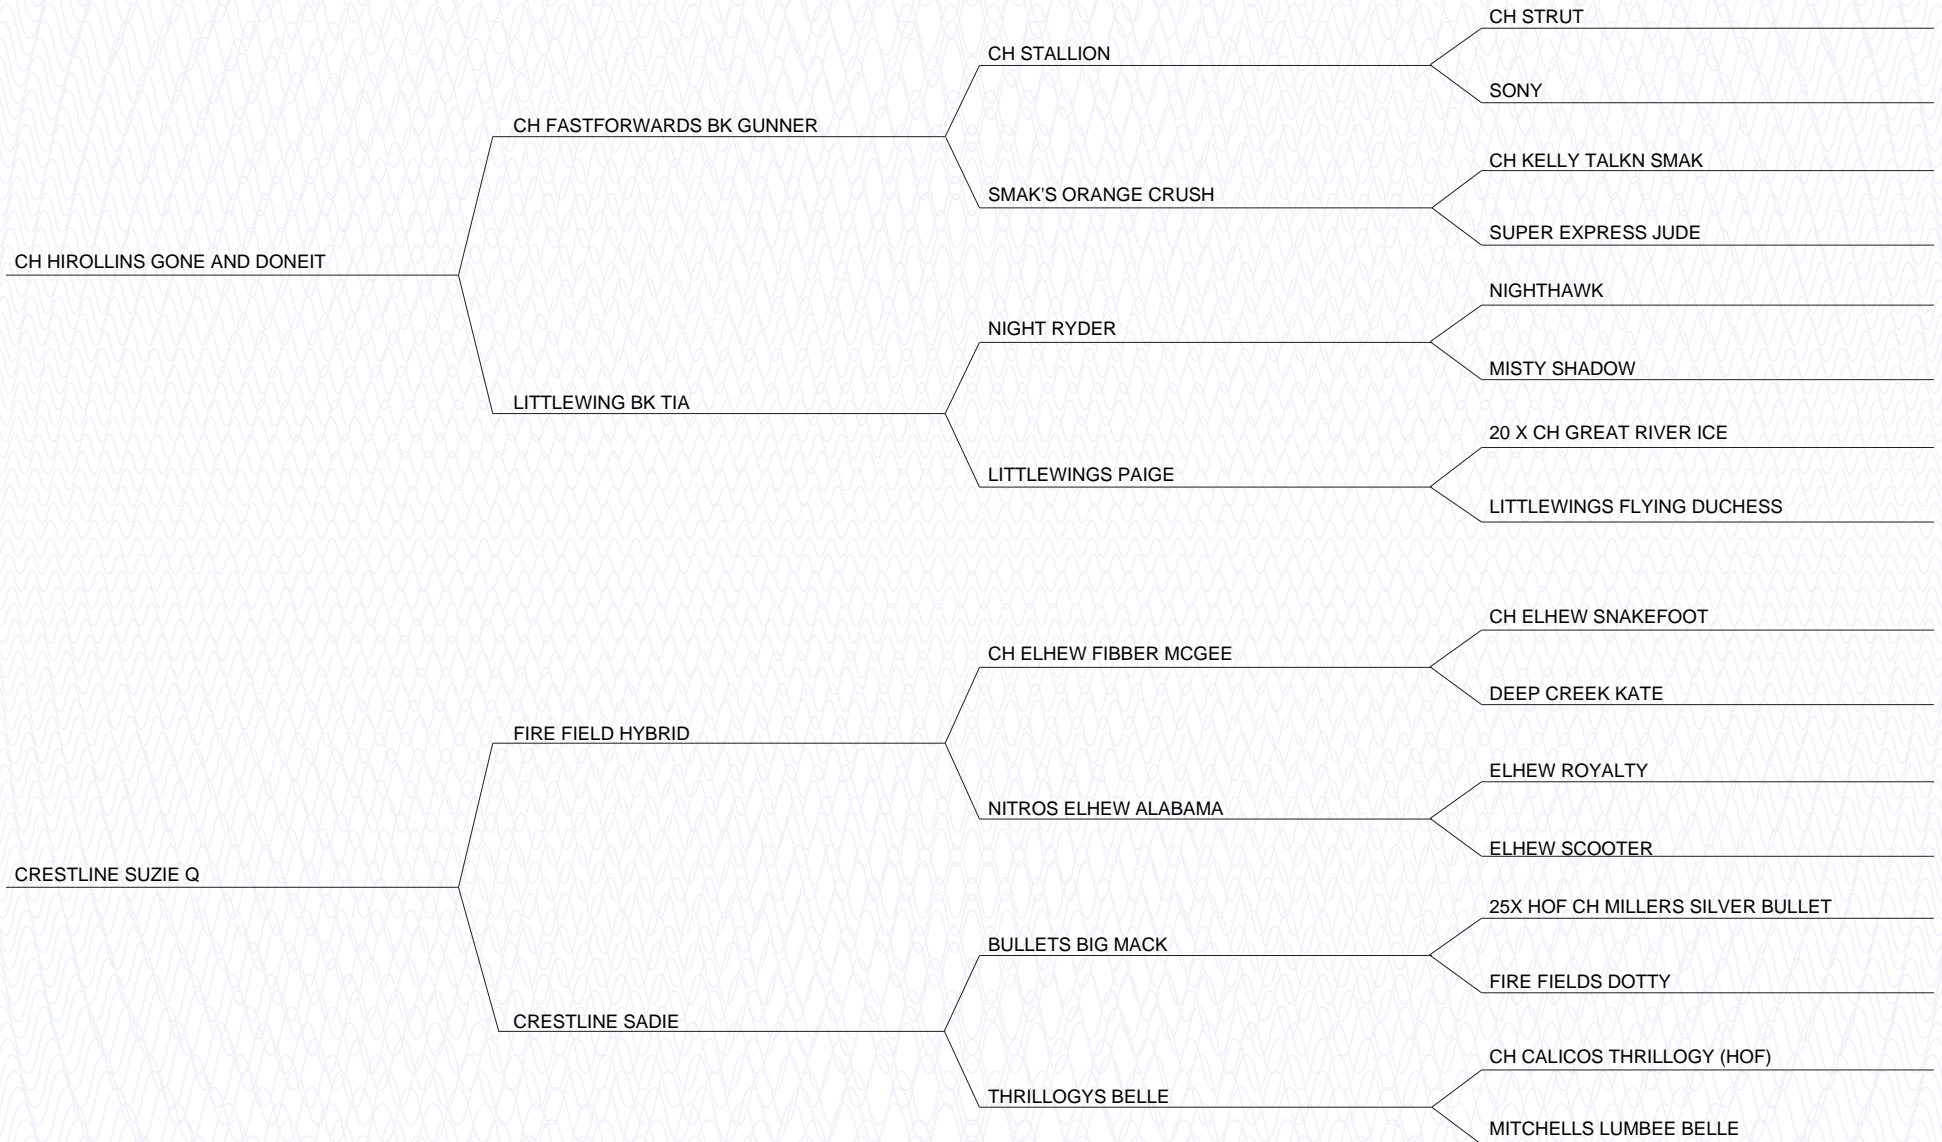 CH STRUT
CH STALLION
SONY
CH FASTFORWARDS BK GUNNER
CH KELLY TALKN SMAK
SMAK'S ORANGE CRUSH
SUPER EXPRESS JUDE
CH HIROLLINS GONE AND DONEIT
NIGHTHAWK
NIGHT RYDER
MISTY SHADOW
LITTLEWING BK TIA
20 X CH GREAT RIVER ICE
LITTLEWINGS PAIGE
LITTLEWINGS FLYING DUCHESS
CH ELHEW SNAKEFOOT
CH ELHEW FIBBER MCGEE
DEEP CREEK KATE
FIRE FIELD HYBRID
ELHEW ROYALTY
NITROS ELHEW ALABAMA
ELHEW SCOOTER
CRESTLINE SUZIE Q
25X HOF CH MILLERS SILVER BULLET
BULLETS BIG MACK
FIRE FIELDS DOTTY
CRESTLINE SADIE
CH CALICOS THRILLOGY (HOF)
THRILLOGYS BELLE
MITCHELLS LUMBEE BELLE